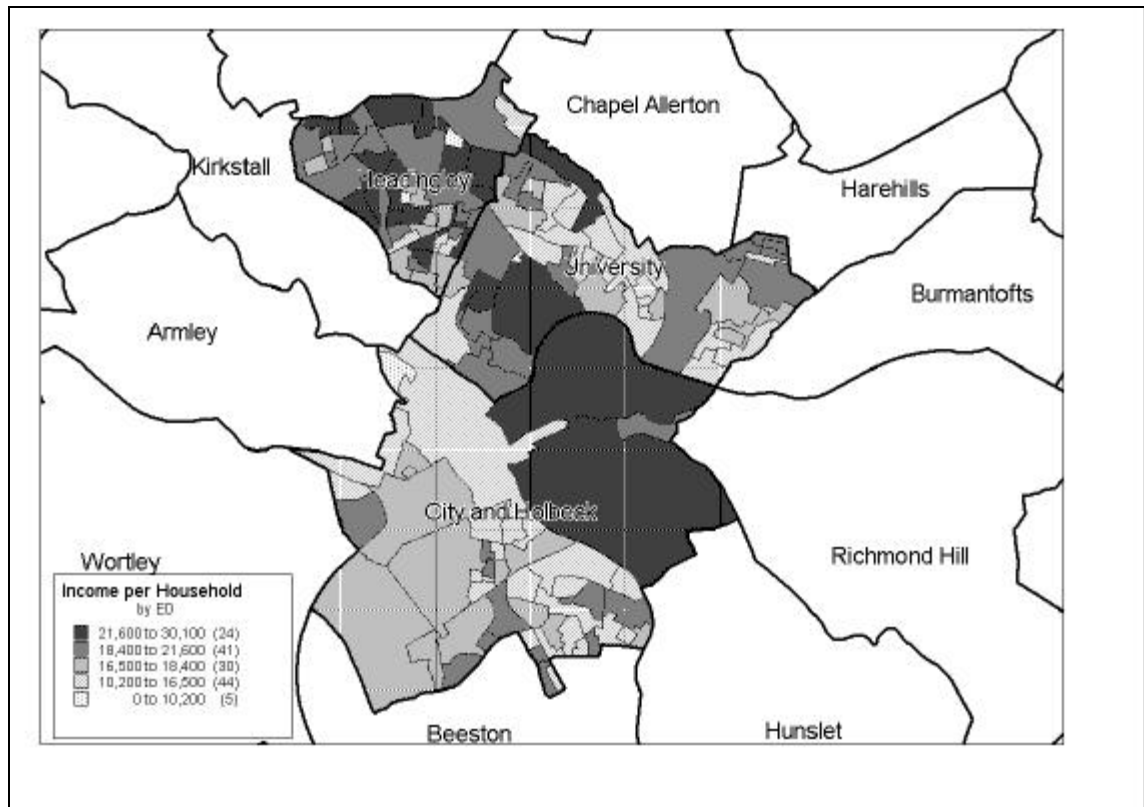 Chapel Allerton
Kirkstall
Headingley
Harehills
University
Burmantofts
Armley
City and Holbeck
Richmond Hill
Wortley
Income per Household
by ED
21,600 to 30,100 (24)
18,400 to 21,600 (41)
16,500 to 18,400 (30)
10,200 to 16,500 (44)
0 to 10,200 (5)
Beeston
Hunslet